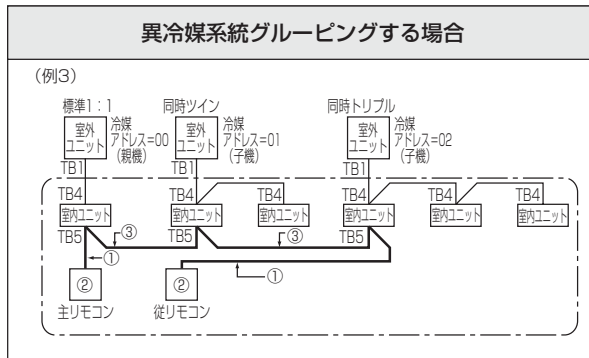 異冷媒系統グルーピングする場合
(例3)
標準1：1
同時ツイン
同時トリプル
室外
ユニット
冷媒
アドレス=00
(親機)
室外
ユニット
冷媒
アドレス=01
(子機)
室外
ユニット
冷媒
アドレス=02
(子機)
TB1
TB1
TB1
TB4
TB4
TB4
TB4
TB4
TB4
室内ユニット
室内ユニット
室内ユニット
室内ユニット
室内ユニット
室内ユニット
TB5
③
TB5
③
TB5
①
①
②
②
主リモコン
従リモコン